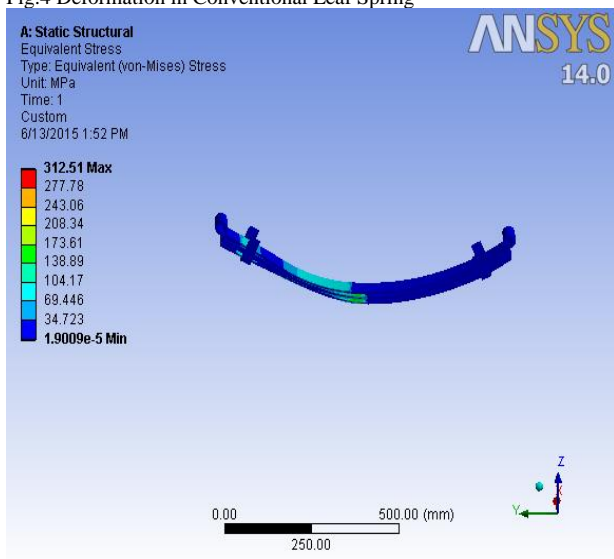 Fig.4 Deformation in Conventional Leaf Spring
A: Static Structural
Equivalent Stress
Type: Equivalent (von-Mises) Stress
Unit: MPa
Time: 1
Custom
6/13/2015 1:52 PM
ANSYS
14.0
312.51 Max
277.78
243.06
208.34
173.61
138.89
104.17
69.446
34.723
1.9009e-5 Min
0.00
500.00 (mm)
250.00
Z
X
Y